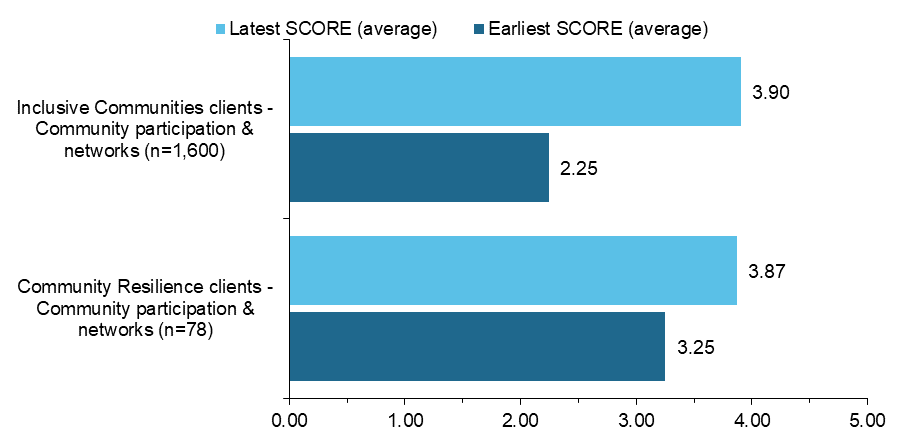 Latest SCORE (average) Earliest SCORE (average)
Inclusive Communities clients -
Community participation &
networks (n=1,600)
3.90
2.25
Community Resilience clients -
Community participation &
networks (n=78)
3.87
3.25
0.00 1.00 2.00 3.00 4.00 5.00